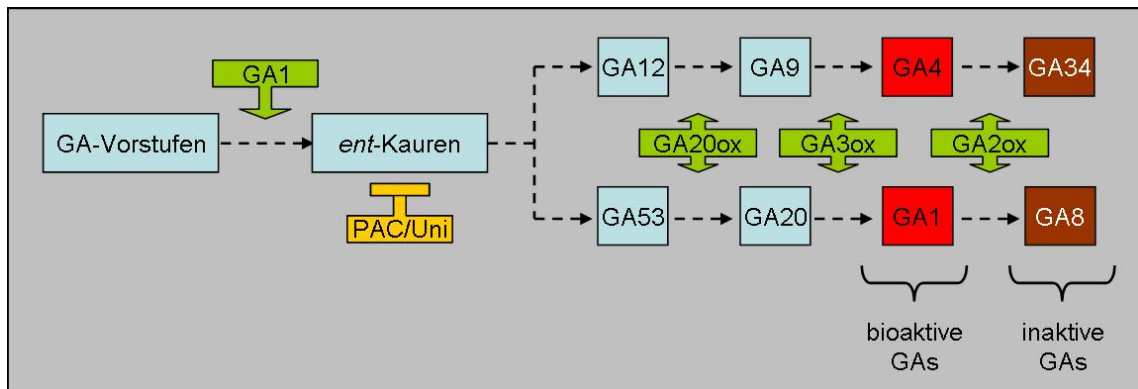 GA1
GA12
GA9
GA4
GA34
GA-Vorstufen
ent-Kauren
GA20ox
GA3ox
GA2ox
PAC/Uni
GA53
GA20
GA1
GA8
bioaktive
GAs
inaktive
GAs